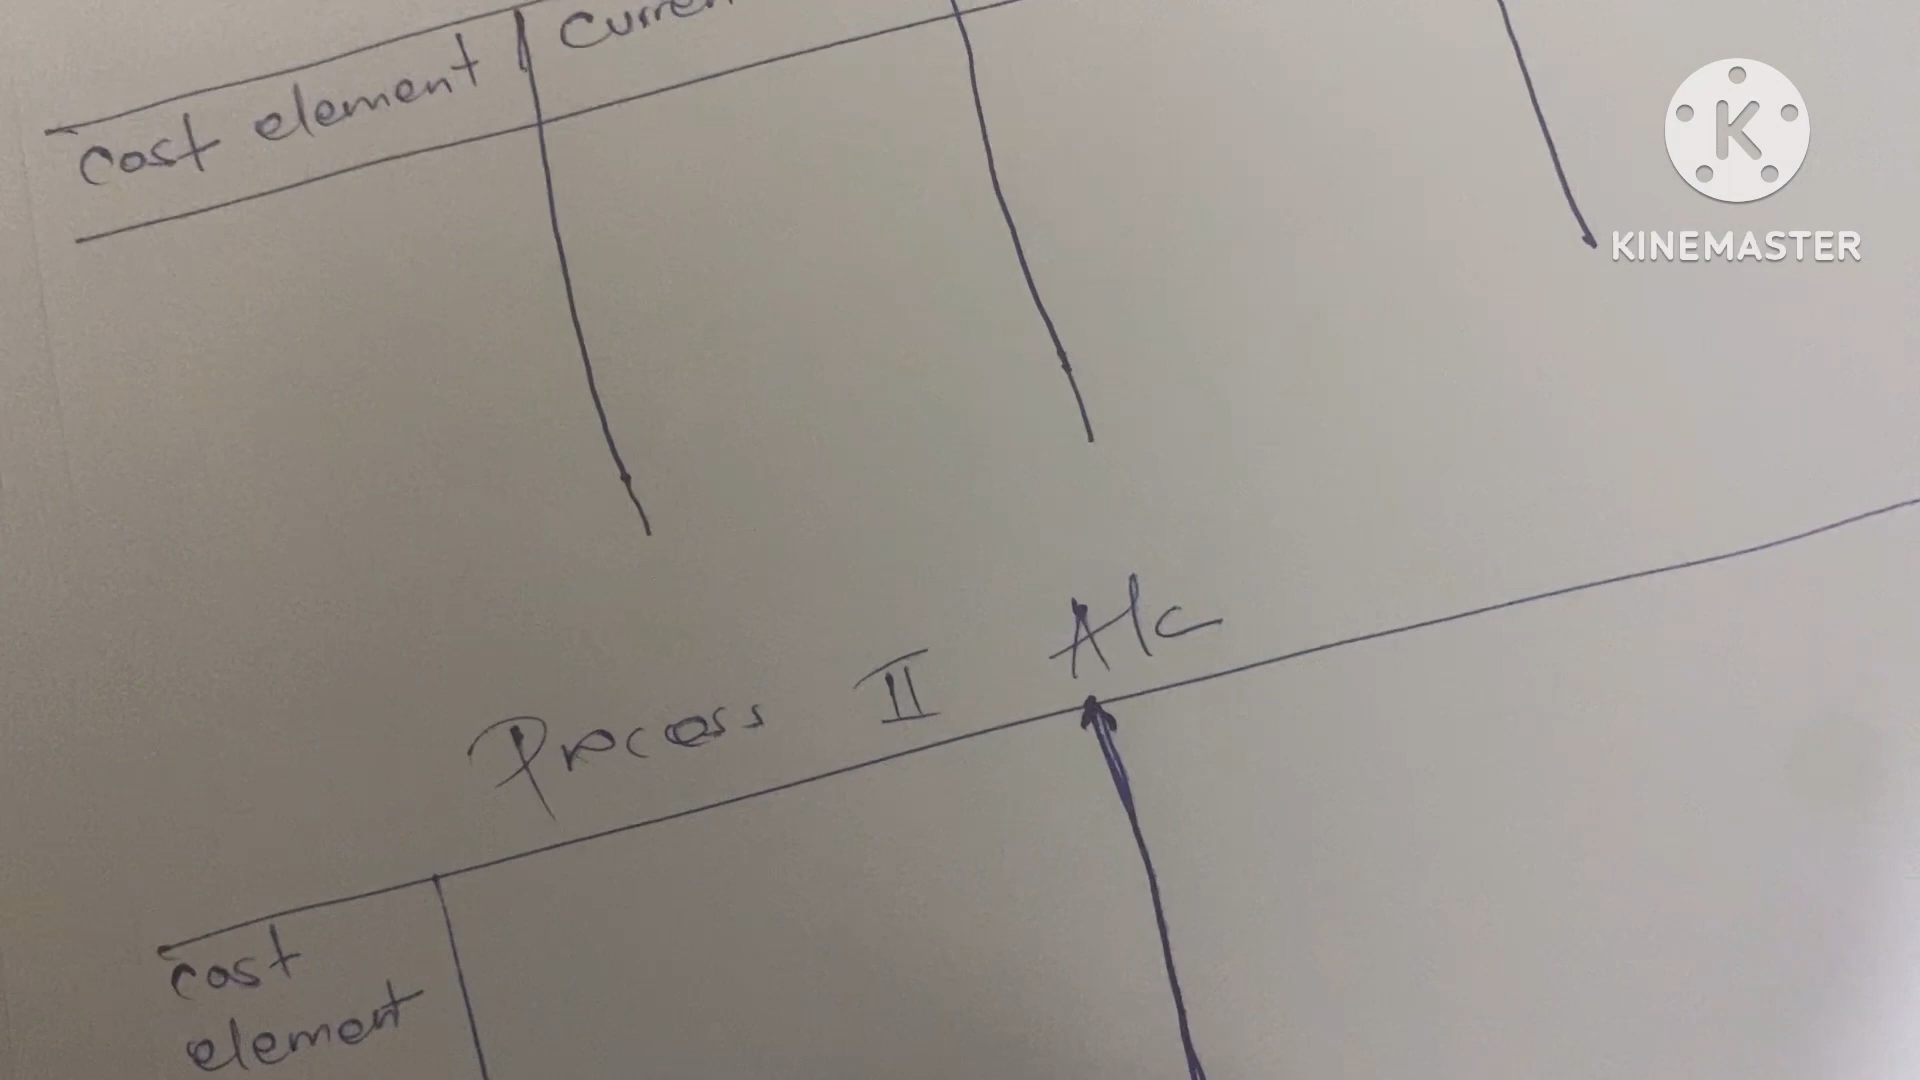 cost element
K
KINEMASTER
Process II A/c
cost
element